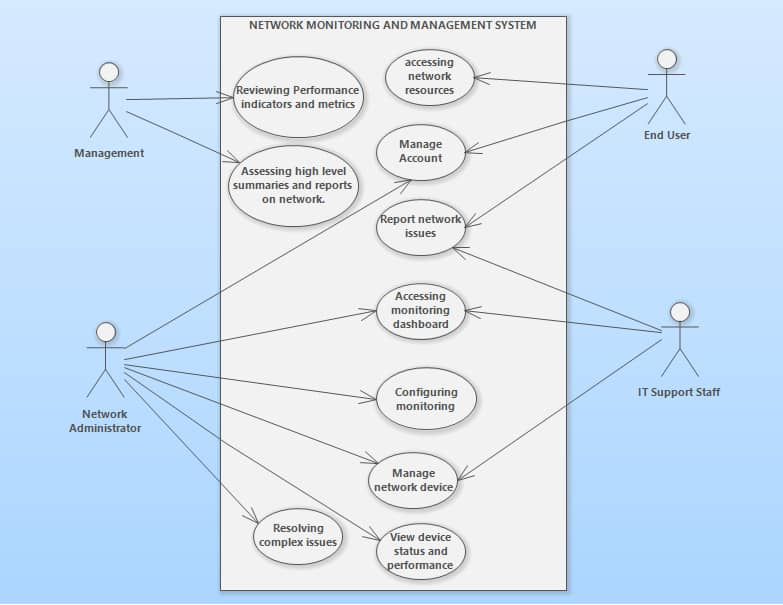 NETWORK MONITORING AND MANAGEMENT SYSTEM
accessing
network
resources
Reviewing Performance
indicators and metrics
Management
End User
Manage
Account
Assessing high level
summaries and reports
on network.
Report network
issues
Accessing
monitoring
dashboard
Network
Administrator
Configuring
monitoring
IT Support Staff
Manage
network device
Resolving
complex issues
View device
status and
performance